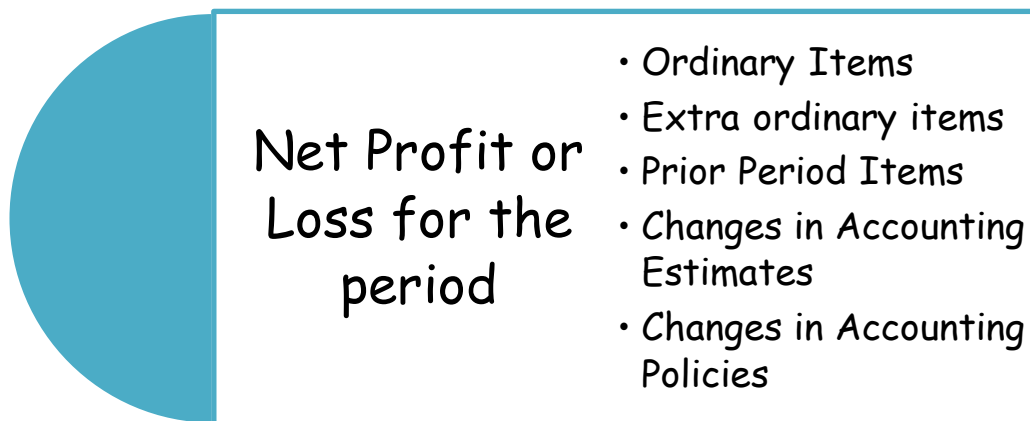 Net Profit or
Loss for the
period
• Ordinary Items
• Extra ordinary items
• Prior Period Items
• Changes in Accounting
Estimates
• Changes in Accounting
Policies